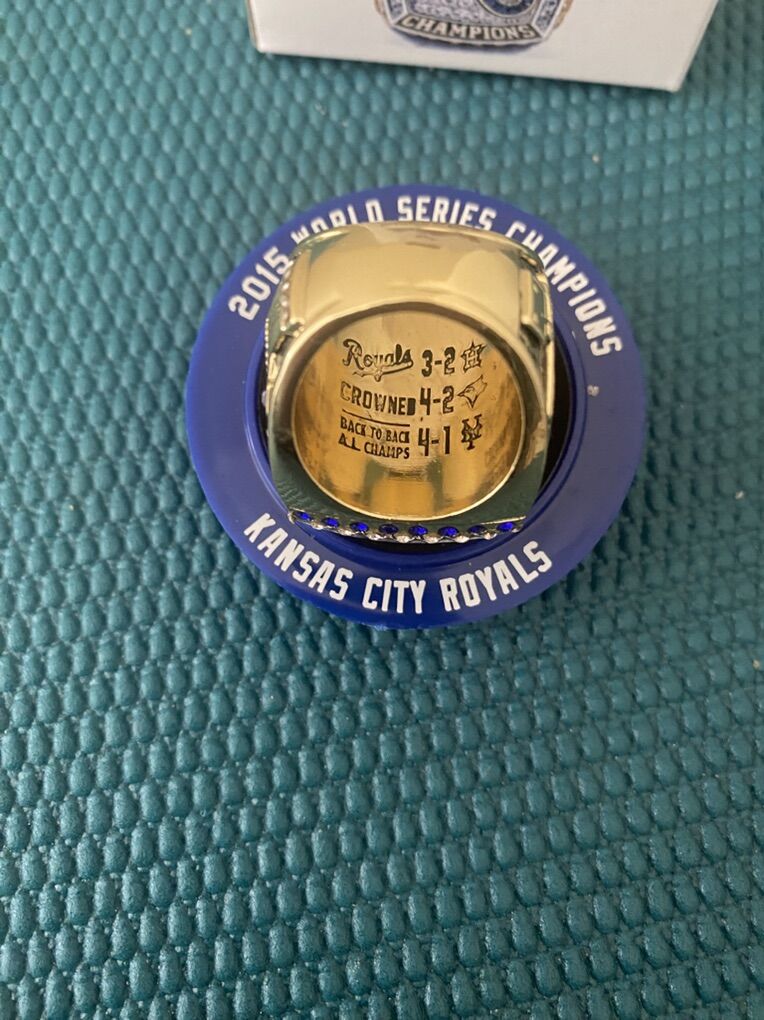 CHAMPIONS
2015 WORLD SERIES CHAMPIONS
Royals 3-2 H
CROWNED 4-2
BACK TO BACK
A.L. CHAMPS 4-1 NY
KANSAS CITY ROYALS